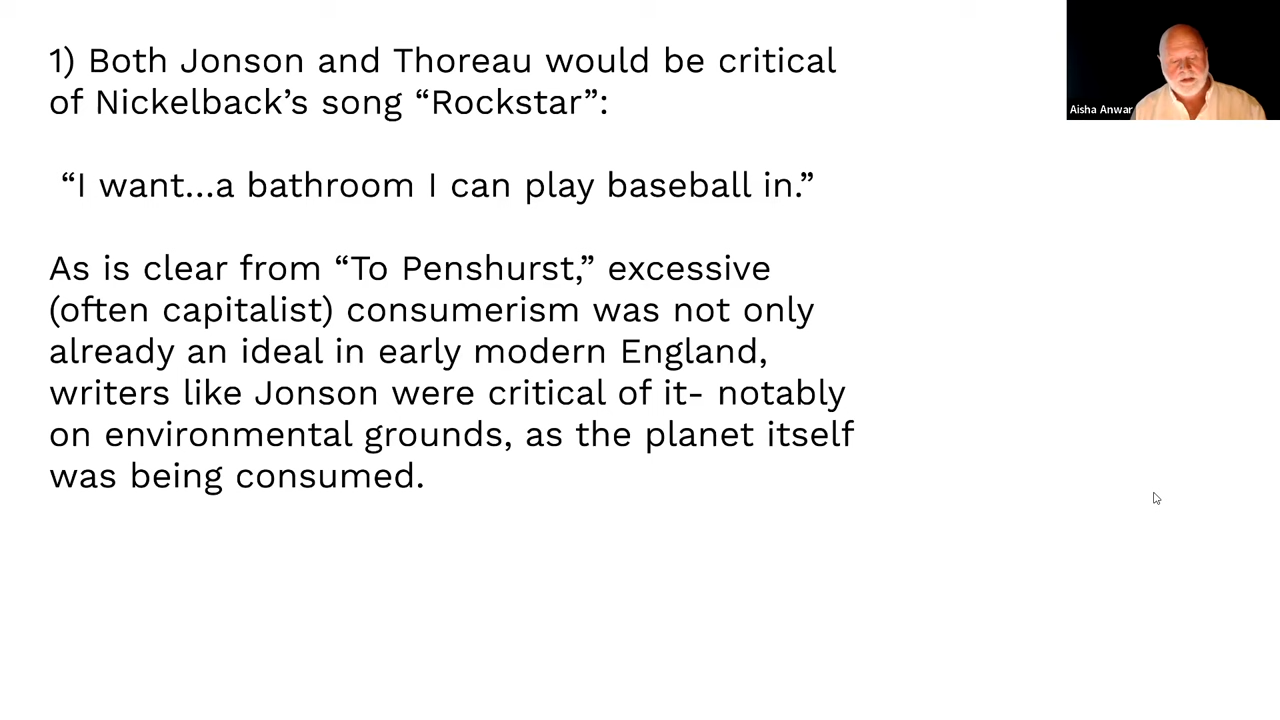 1) Both Jonson and Thoreau would be critical
of Nickelback’s song “Rockstar”:
“I want...a bathroom I can play baseball in.”
As is clear from “To Penshurst,” excessive
(often capitalist) consumerism was not only
already an ideal in early modern England,
writers like Jonson were critical of it- notably
on environmental grounds, as the planet itself
was being consumed.
Aisha Anwar